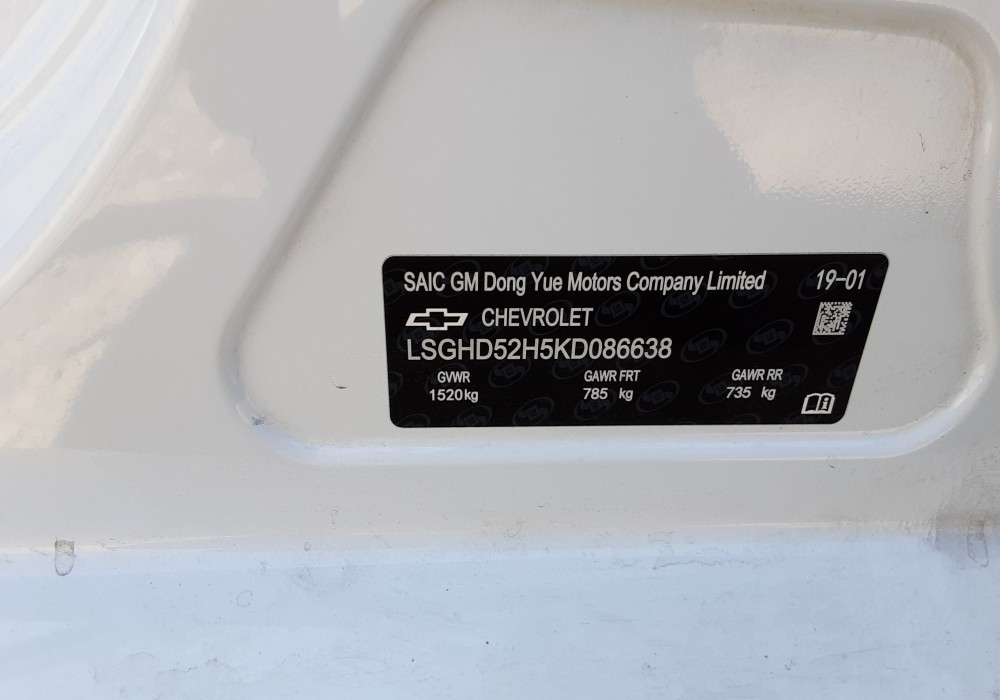 SAIC GM Dong Yue Motors Company Limited 19-01
CHEVROLET
LSGHD52H5KD086638
GVWR GAWR FRT GAWR RR
1520kg 785 kg 735 kg